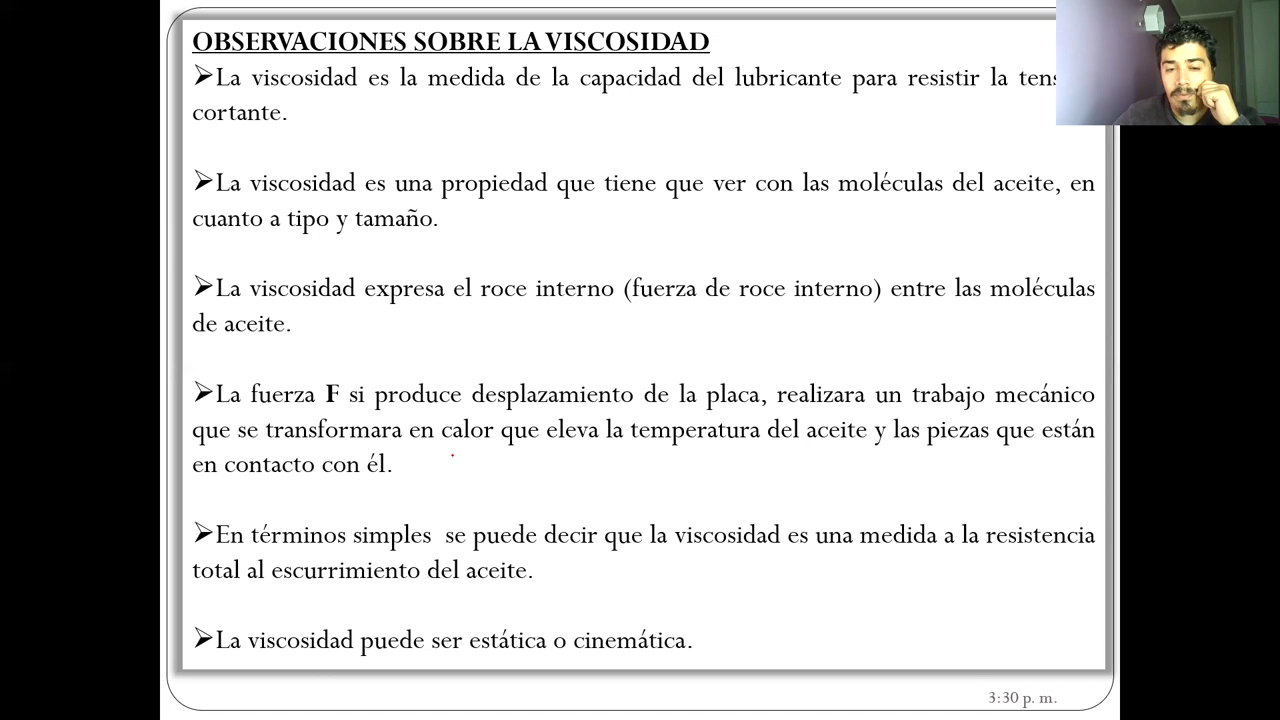 OBSERVACIONES SOBRE LA VISCOSIDAD
➢La viscosidad es la medida de la capacidad del lubricante para resistir la
cortante.
➢La viscosidad es una propiedad que tiene que ver con las moléculas del aceite, en
cuanto a tipo y tamaño.
➢La viscosidad expresa el roce interno (fuerza de roce interno) entre las moléculas
de aceite.
➢La fuerza F si produce desplazamiento de la placa, realizara un trabajo mecánico
que se transformara en calor que eleva la temperatura del aceite y las piezas que están
en contacto con él.
➢En términos simples se puede decir que la viscosidad es una medida a la resistencia
total al escurrimiento del aceite.
➢La viscosidad puede ser estática o cinemática.
3:30 p. m.